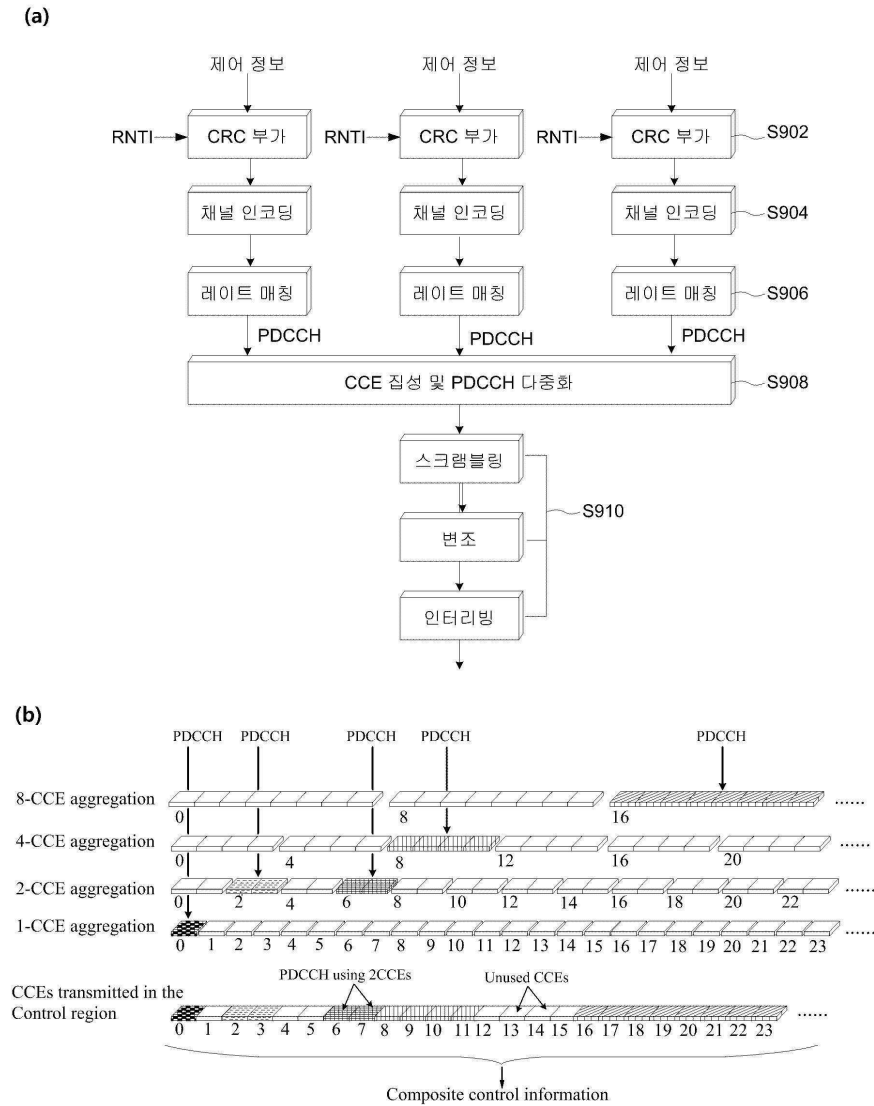 (a)
제어 정보 제어 정보 제어 정보
RNTI CRC 부가 RNTI CRC 부가 RNTI CRC 부가 S902
채널 인코딩 채널 인코딩 채널 인코딩 S904
레이트 매칭 레이트 매칭 레이트 매칭 S906
PDCCH PDCCH PDCCH
CCE 집성 및 PDCCH 다중화 S908
스크램블링
변조 S910
인터리빙
(b)
PDCCH PDCCH PDCCH PDCCH PDCCH
8-CCE aggregation ......
0 8 16
4-CCE aggregation ......
0 4 8 12 16 20
2-CCE aggregation ......
0 2 4 6 8 10 12 14 16 18 20 22
1-CCE aggregation ......
0 1 2 3 4 5 6 7 8 9 10 11 12 13 14 15 16 17 18 19 20 21 22 23
PDCCH using 2CCEs Unused CCEs
CCEs transmitted in the
Control region ......
0 1 2 3 4 5 6 7 8 9 10 11 12 13 14 15 16 17 18 19 20 21 22 23
Composite control information